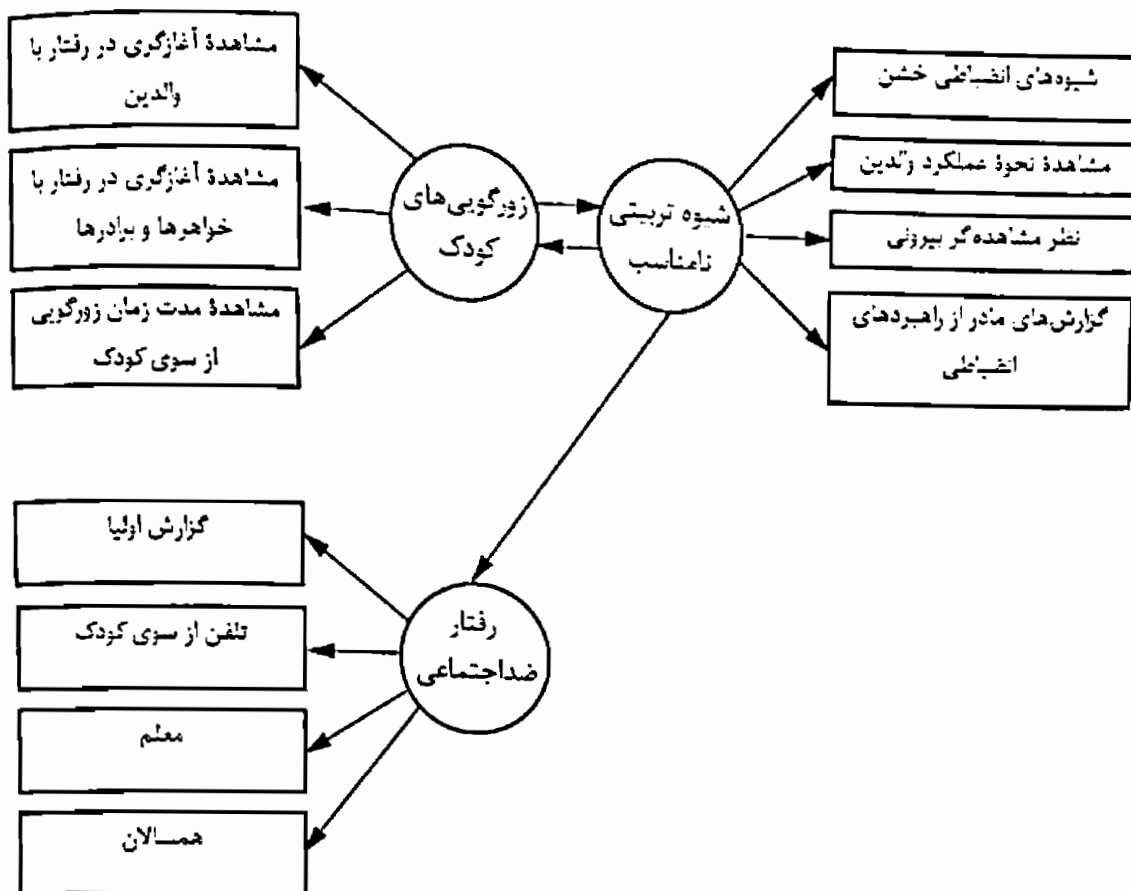 شیوه‌های انضباطی خشن
مشاهدهٔ نحوهٔ عملکرد والدین
نظر مشاهده‌گر بیرونی
گزارش‌های مادر از راهبردهای
انضباطی
شیوه تربیتی
نامناسب
زورگویی‌های
کودک
مشاهدهٔ آغازگری در رفتار با
والدین
مشاهدهٔ آغازگری در رفتار با
خواهرها و برادرها
مشاهدهٔ مدت زمان زورگویی
از سوی کودک
رفتار
ضداجتماعی
گزارش اولیا
تلفن از سوی کودک
معلم
همسالان